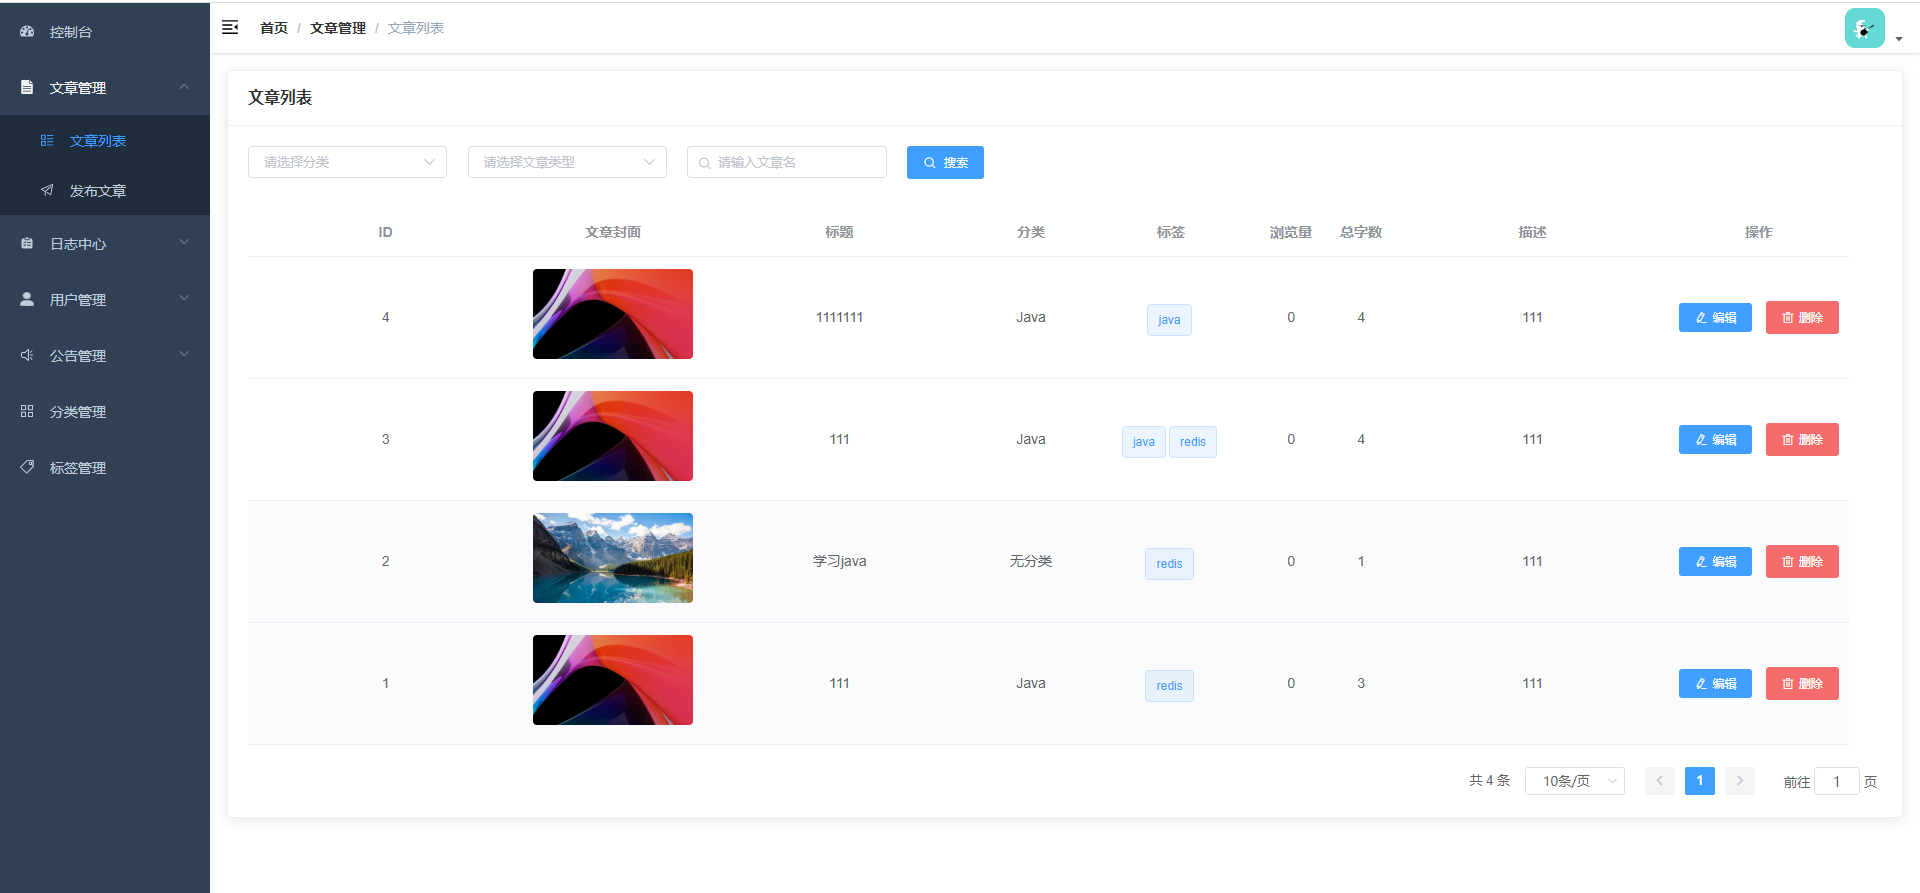 控制台
文章管理
文章列表
发布文章
日志中心
用户管理
公告管理
分类管理
标签管理
首页 / 文章管理 / 文章列表
文章列表
请选择分类 请选择文章类型 请输入文章名 搜索
ID 文章封面 标题 分类 标签 浏览量 总字数 描述 操作
4 1111111 Java java 0 4 111 编辑 删除
3 111 Java java redis 0 4 111 编辑 删除
2 学习java 无分类 redis 0 1 111 编辑 删除
1 111 Java redis 0 3 111 编辑 删除
共 4 条 10条/页 1 前往 1 页